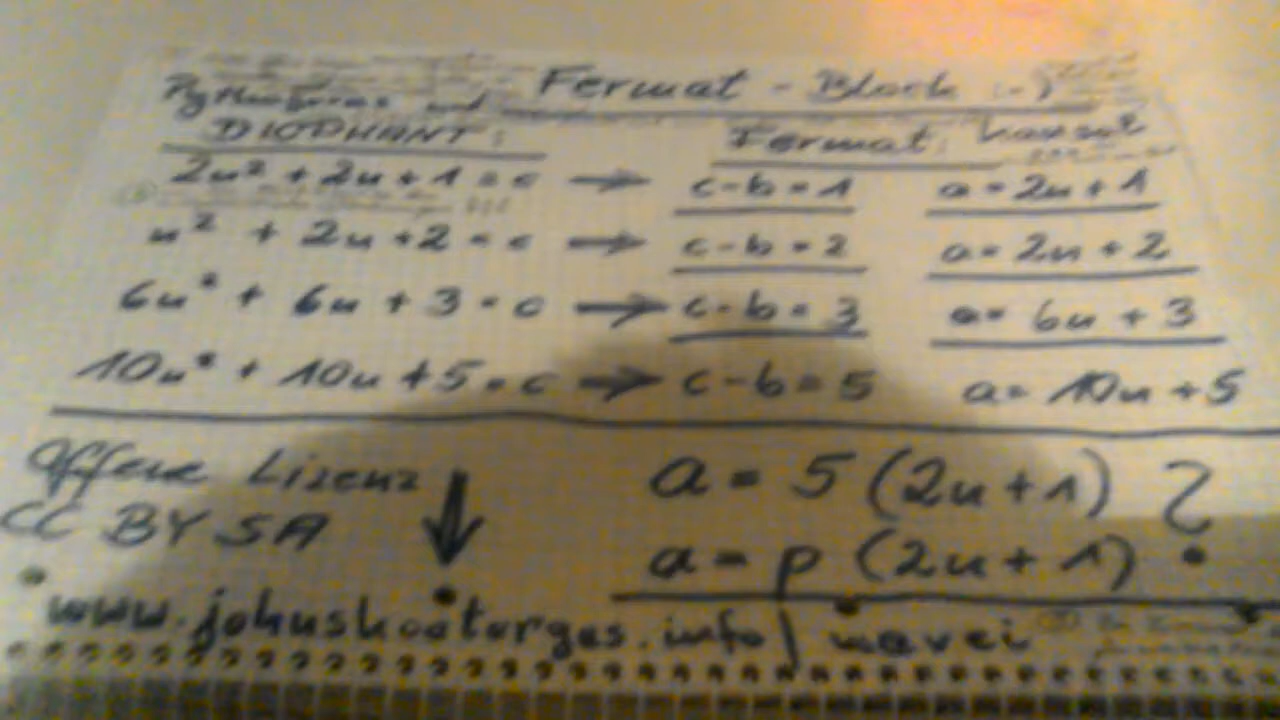 Pythagoras und Fermat - Block :-)
DIOPHANT: Fermat:
2u² + 2u + 1 = c → c-b = 1 a = 2u + 1
u² + 2u + 2 = c → c-b = 2 a = 2u + 2
6u² + 6u + 3 = c → c-b = 3 a = 6u + 3
10u² + 10u + 5 = c → c-b = 5 a = 10u + 5
Offene Lizenz ↓ a = 5 (2u+1) ?
CC BY SA a = p (2u+1)
www.johnskooterges.info/